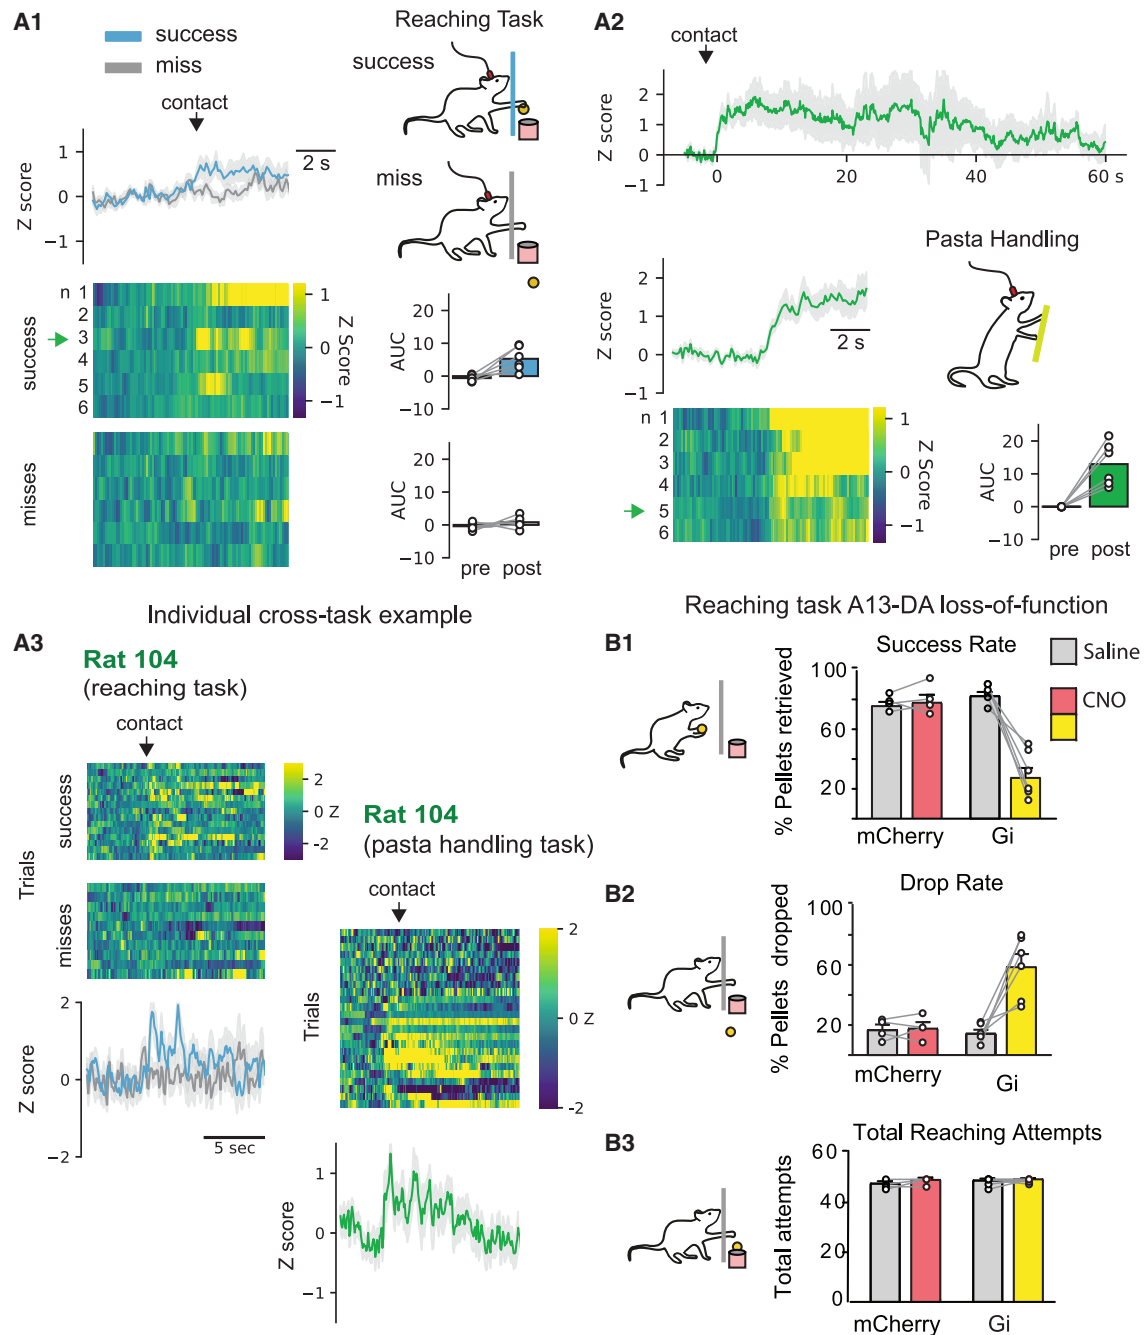 A1
success
miss
contact
Reaching Task
success
miss
2 s
Z score
1
0
−1
n 1
2
3
4
5
6
success
misses
Z Score
1
0
−1
AUC
20
10
0
−10
AUC
20
10
0
−10
pre post
A2
contact
Z score
2
1
0
−1
0 20 40 60 s
Pasta Handling
Z score
2
1
0
−1
2 s
n 1
2
3
4
5
6
Z Score
1
0
−1
AUC
20
10
0
−10
pre post
Individual cross-task example
A3
Rat 104
(reaching task)
contact
Trials
success
misses
2
0 Z
−2
Z score
2
0
−2
5 sec
Rat 104
(pasta handling task)
contact
Trials
2
0 Z
-2
Z score
1
0
−1
Reaching task A13-DA loss-of-function
B1
Success Rate
Saline
CNO
% Pellets retrieved
100
60
20
mCherry Gi
B2
Drop Rate
% Pellets dropped
100
60
20
mCherry Gi
B3
Total Reaching Attempts
Total attempts
60
40
20
0
mCherry Gi